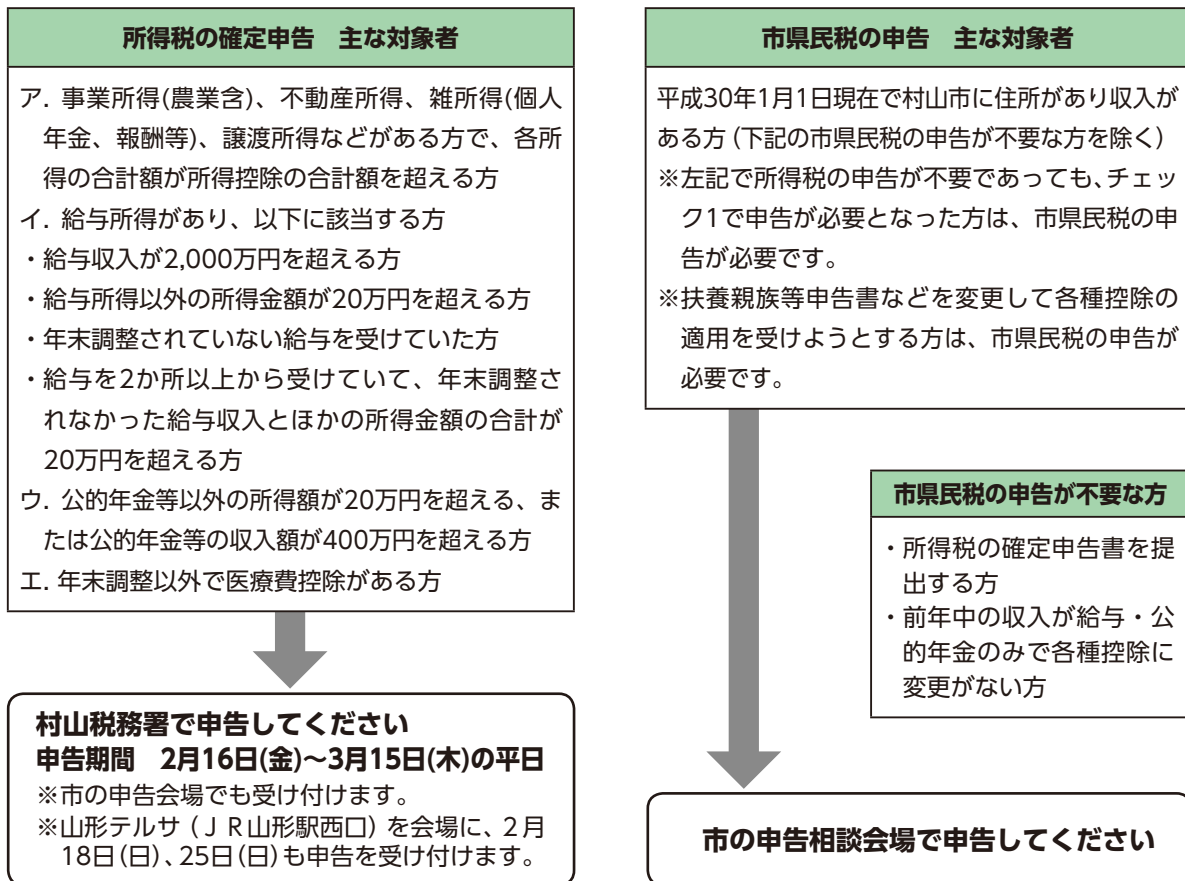 所得税の確定申告　主な対象者
ア. 事業所得(農業含)、不動産所得、雑所得(個人
年金、報酬等)、譲渡所得などがある方で、各所
得の合計額が所得控除の合計額を超える方
イ. 給与所得があり、以下に該当する方
・給与収入が2,000万円を超える方
・給与所得以外の所得金額が20万円を超える方
・年末調整されていない給与を受けていた方
・給与を2か所以上から受けていて、年末調整さ
れなかった給与収入とほかの所得金額の合計が
20万円を超える方
ウ. 公的年金等以外の所得額が20万円を超える、ま
たは公的年金等の収入額が400万円を超える方
エ. 年末調整以外で医療費控除がある方
村山税務署で申告してください
申告期間　2月16日(金)～3月15日(木)の平日
※市の申告会場でも受け付けます。
※山形テルサ（ＪＲ山形駅西口）を会場に、2月
18日(日)、25日(日)も申告を受け付けます。
市県民税の申告　主な対象者
平成30年1月1日現在で村山市に住所があり収入が
ある方（下記の市県民税の申告が不要な方を除く）
※左記で所得税の申告が不要であっても、チェッ
ク1で申告が必要となった方は、市県民税の申
告が必要です。
※扶養親族等申告書などを変更して各種控除の
適用を受けようとする方は、市県民税の申告が
必要です。
市県民税の申告が不要な方
・所得税の確定申告書を提
出する方
・前年中の収入が給与・公
的年金のみで各種控除に
変更がない方
市の申告相談会場で申告してください